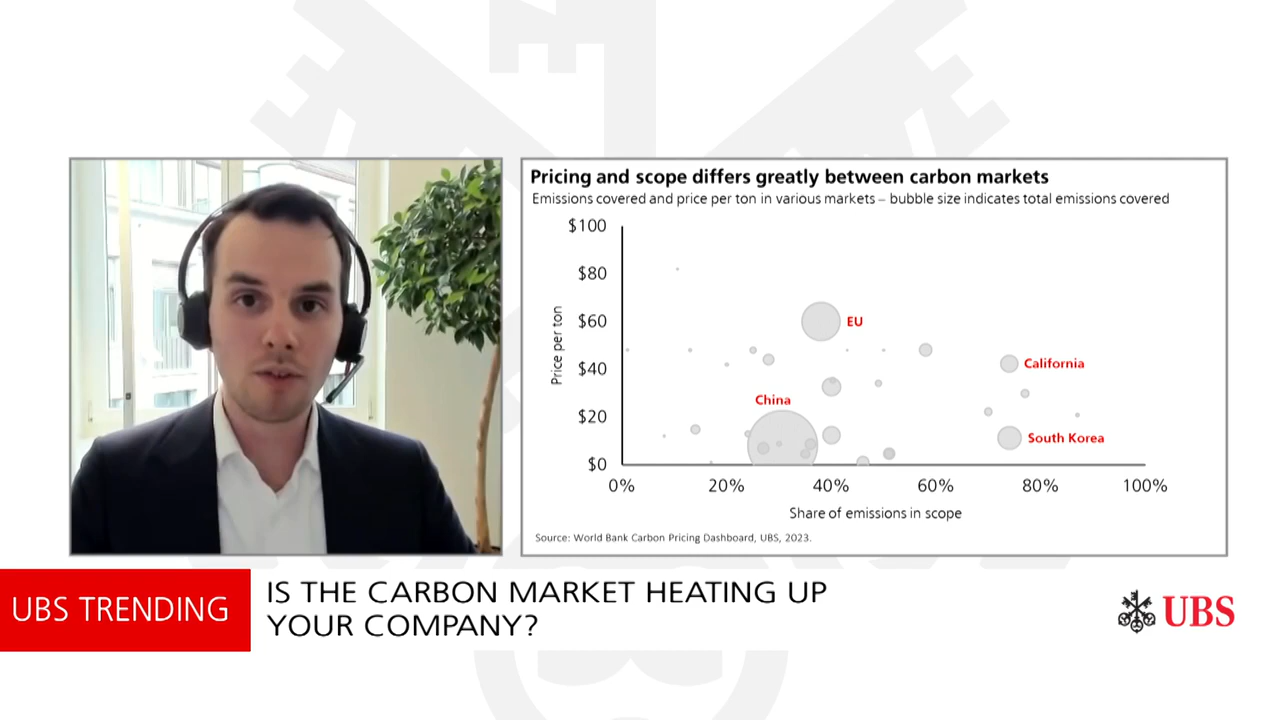 Pricing and scope differs greatly between carbon markets
Emissions covered and price per ton in various markets – bubble size indicates total emissions covered
$100
$80
$60
$40
$20
$0
Price per ton
EU
California
China
South Korea
0%
20%
40%
60%
80%
100%
Share of emissions in scope
Source: World Bank Carbon Pricing Dashboard, UBS, 2023.
UBS TRENDING
IS THE CARBON MARKET HEATING UP
YOUR COMPANY?
UBS